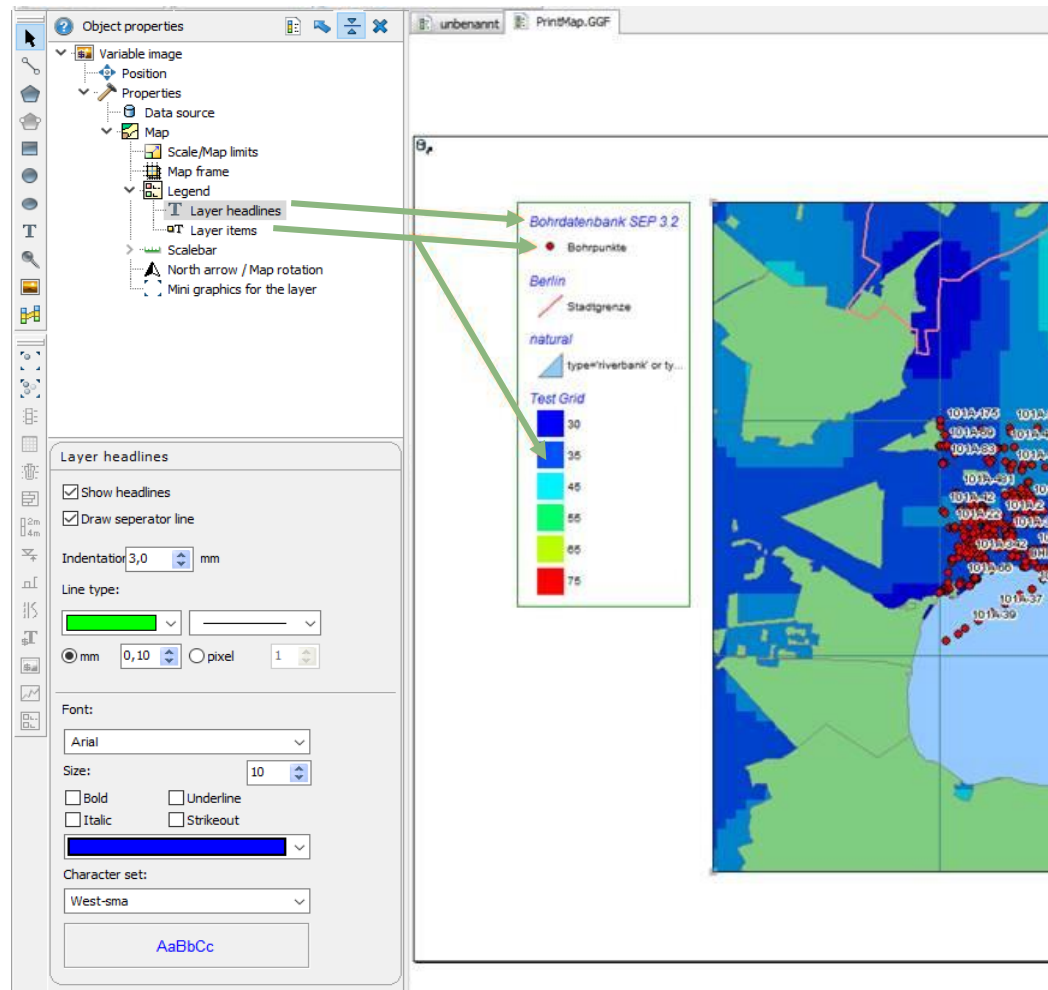 Object properties
Variable image
Position
Properties
Data source
Map
Scale/Map limits
Map frame
Legend
Layer headlines
Layer items
Scalebar
North arrow / Map rotation
Mini graphics for the layer
T
2m
4m
Layer headlines
Show headlines
Draw seperator line
Indentation 3,0 mm
Line type:
mm 0,10 pixel 1
Font:
Arial
Size: 10
Bold Underline
Italic Strikeout
Character set:
West-sma
AaBbCc
unbenannt PrintMap.GGF
Bohrdatenbank SEP 3.2
Bohrpunkte
Berlin
Stadtgrenze
natural
type='riverbank' or ty...
Test Grid
30
35
45
55
65
75
101A-175
101A-89
101A-83
101A-42
101A-22
101A-37
101A-39